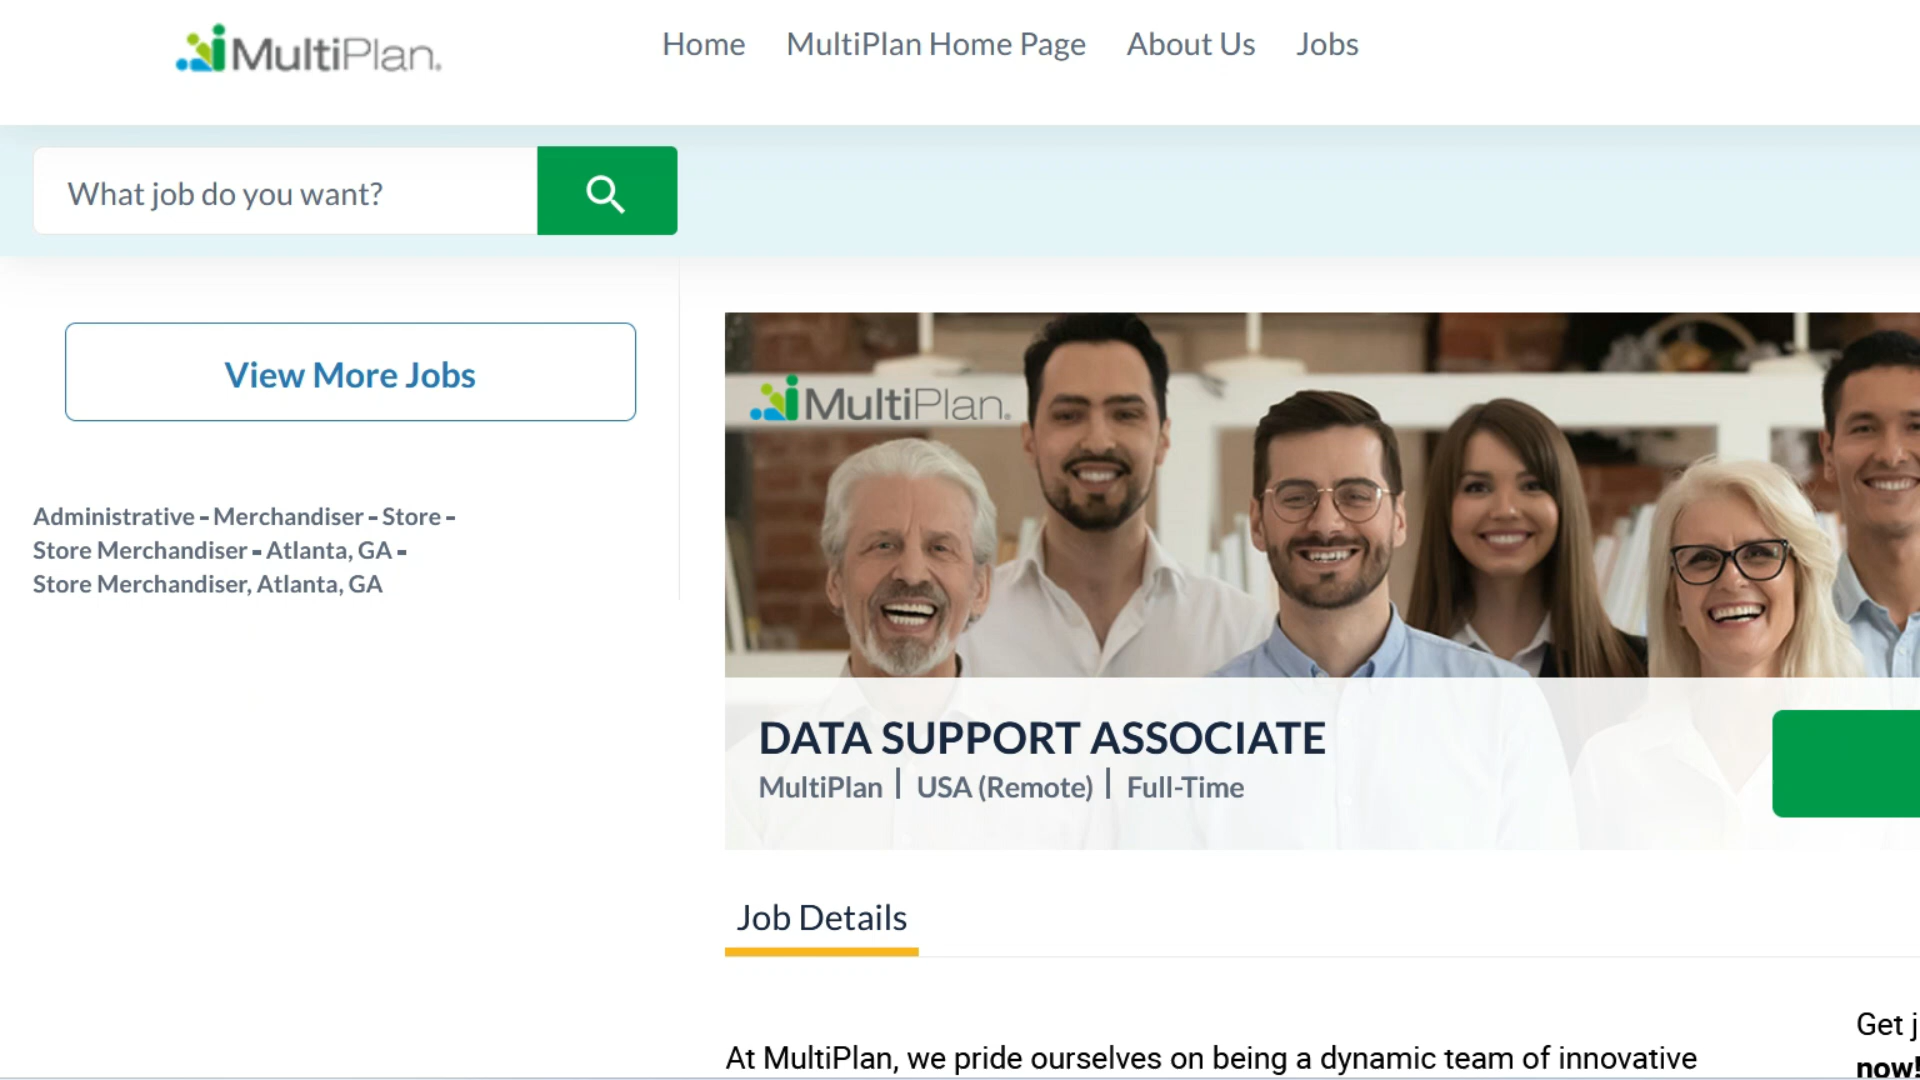 MultiPlan.
Home MultiPlan Home Page About Us Jobs
What job do you want?
View More Jobs
Administrative - Merchandiser - Store -
Store Merchandiser - Atlanta, GA -
Store Merchandiser, Atlanta, GA
MultiPlan.
DATA SUPPORT ASSOCIATE
MultiPlan | USA (Remote) | Full-Time
Job Details
At MultiPlan, we pride ourselves on being a dynamic team of innovative
Get j
now!